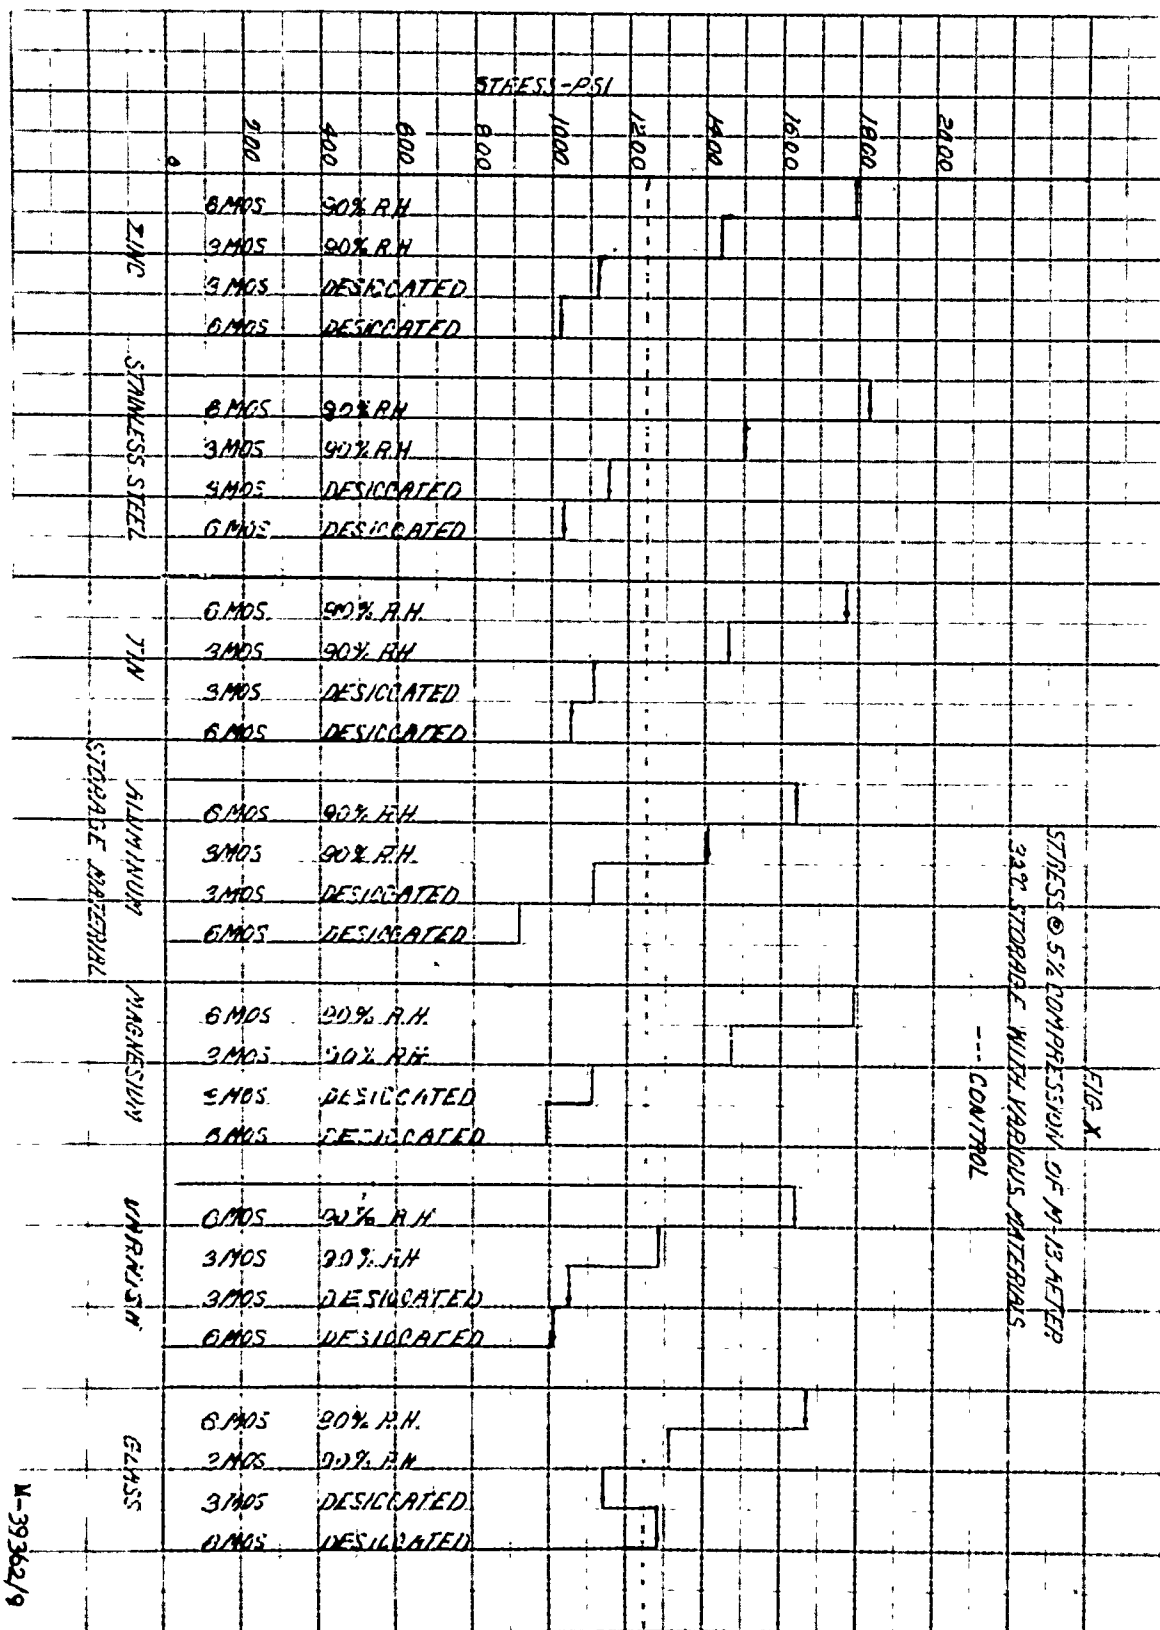 FIG. X
STRESS @ 5% COMPRESSION OF M-13 AFTER
32°C STORAGE WITH VARIOUS MATERIALS
--- CONTROL
STRESS-PSI
2000
1800
1600
1400
1200
1000
800
600
400
200
0
ZINC
6 MOS 90% R.H.
3 MOS 90% R.H.
3 MOS DESICCATED
6 MOS DESICCATED
STAINLESS STEEL
6 MOS 90% R.H.
3 MOS 90% R.H.
3 MOS DESICCATED
6 MOS DESICCATED
TIN
6 MOS. 90% R.H.
3 MOS 90% R.H.
3 MOS DESICCATED
6 MOS DESICCATED
ALUMINUM
6 MOS 90% R.H.
3 MOS 90% R.H.
3 MOS DESICCATED
6 MOS DESICCATED
MAGNESIUM
6 MOS 90% R.H.
3 MOS 90% R.H.
3 MOS DESICCATED
6 MOS DESICCATED
VARNISH
6 MOS 90% R.H.
3 MOS 90% R.H.
3 MOS DESICCATED
6 MOS DESICCATED
GLASS
6 MOS 90% R.H.
3 MOS 90% R.H.
3 MOS DESICCATED
6 MOS DESICCATED
STORAGE MATERIAL
M-39362/9